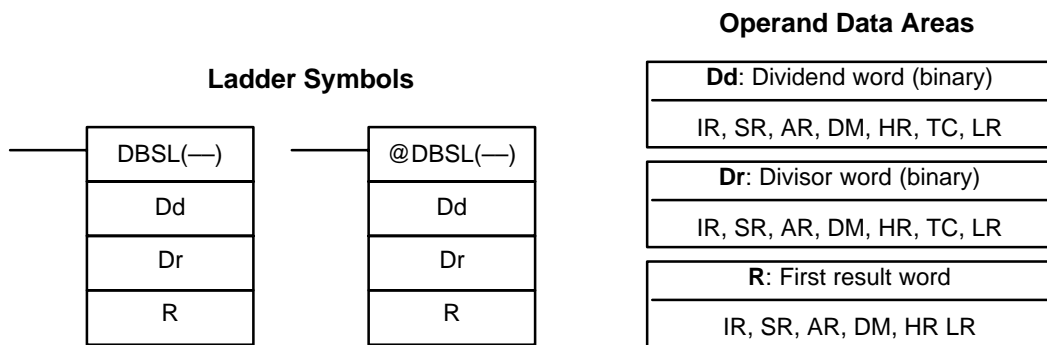 Operand Data Areas
Ladder Symbols
DBSL(—)
Dd
Dr
R
@DBSL(—)
Dd
Dr
R
Dd: Dividend word (binary)
IR, SR, AR, DM, HR, TC, LR
Dr: Divisor word (binary)
IR, SR, AR, DM, HR, TC, LR
R: First result word
IR, SR, AR, DM, HR LR